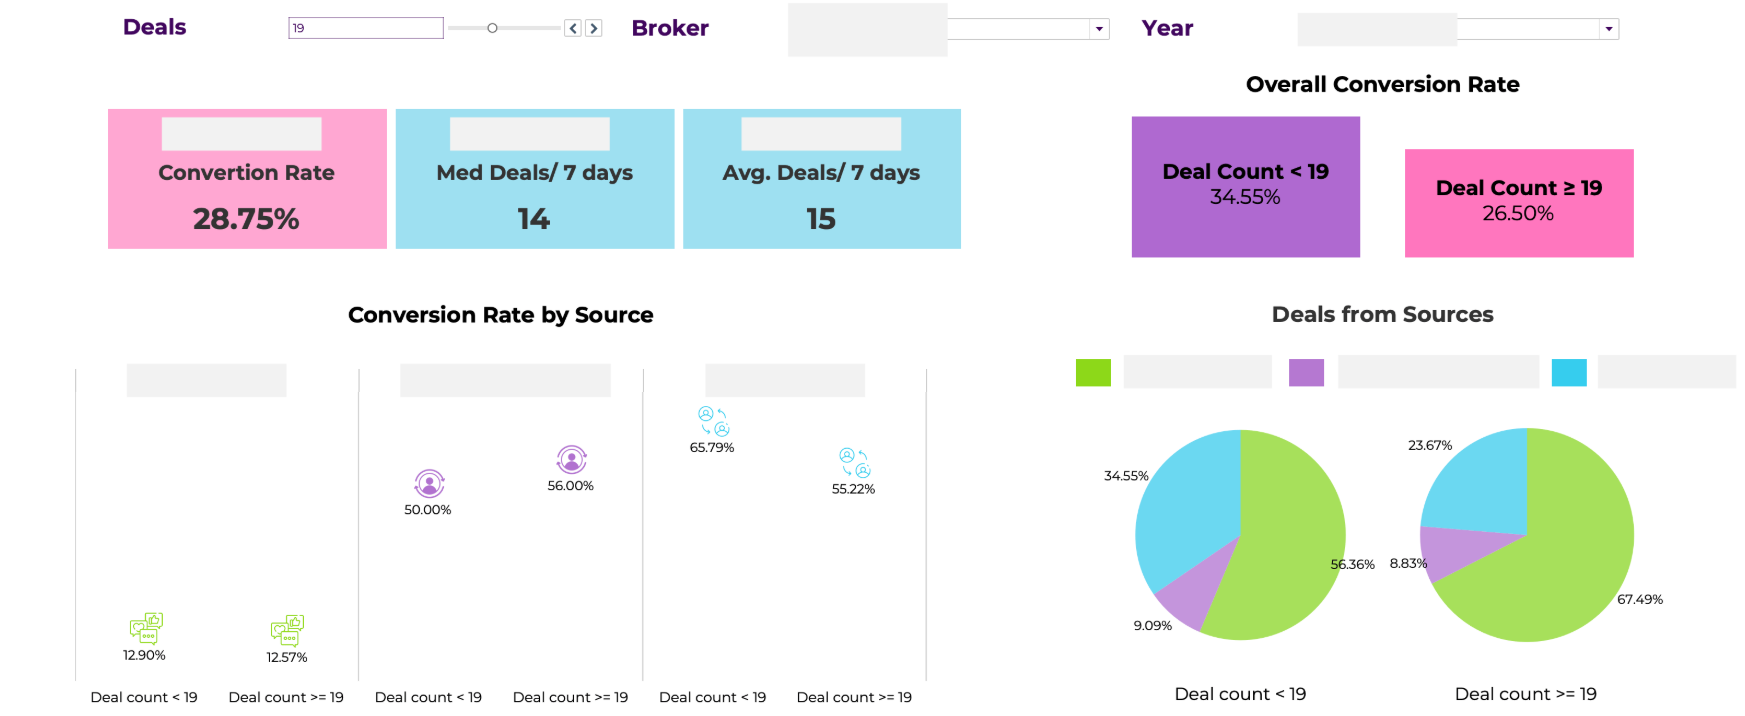 Deals
19
Broker
Year
Convertion Rate
28.75%
Med Deals/ 7 days
14
Avg. Deals/ 7 days
15
Overall Conversion Rate
Deal Count < 19
34.55%
Deal Count ≥ 19
26.50%
Conversion Rate by Source
12.90%
12.57%
50.00%
56.00%
65.79%
55.22%
Deal count < 19
Deal count >= 19
Deal count < 19
Deal count >= 19
Deal count < 19
Deal count >= 19
Deals from Sources
34.55%
56.36%
9.09%
23.67%
8.83%
67.49%
Deal count < 19
Deal count >= 19